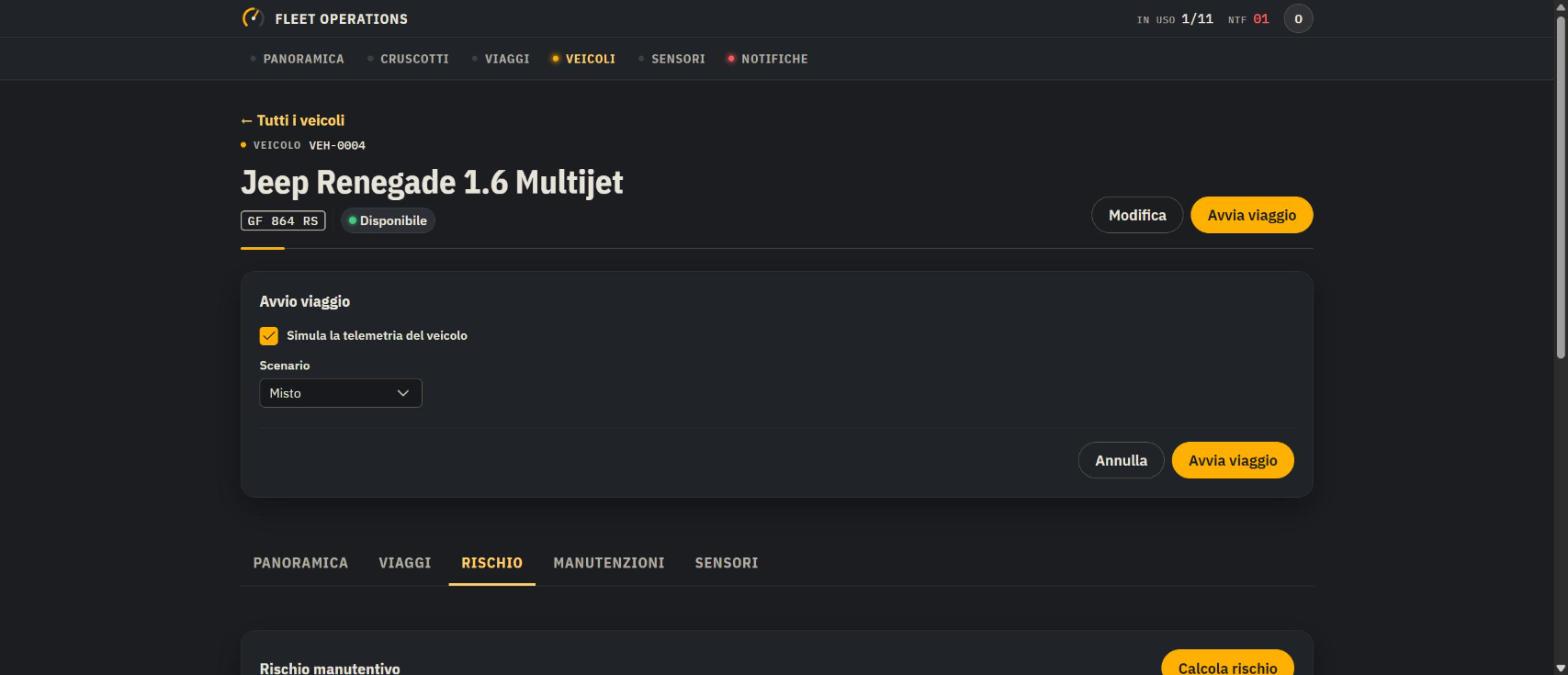 FLEET OPERATIONS
IN USO 1/11 NTF 01 O
PANORAMICA CRUSCOTTI VIAGGI VEICOLI SENSORI NOTIFICHE
← Tutti i veicoli
VEICOLO VEH-0004
Jeep Renegade 1.6 Multijet
GF 864 RS Disponibile
Modifica Avvia viaggio
Avvio viaggio
Simula la telemetria del veicolo
Scenario
Misto
Annulla Avvia viaggio
PANORAMICA VIAGGI RISCHIO MANUTENZIONI SENSORI
Rischio manutentivo Calcola rischio